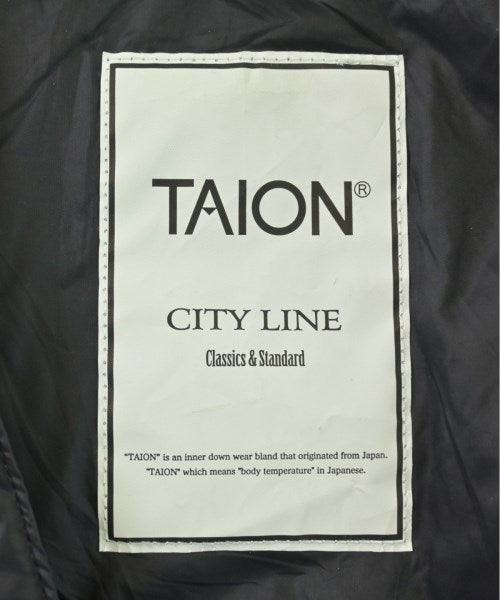 TAION®
CITY LINE
Classics & Standard
"TAION" is an inner down wear bland that originated from Japan.
"TAION" which means "body temperature" in Japanese.